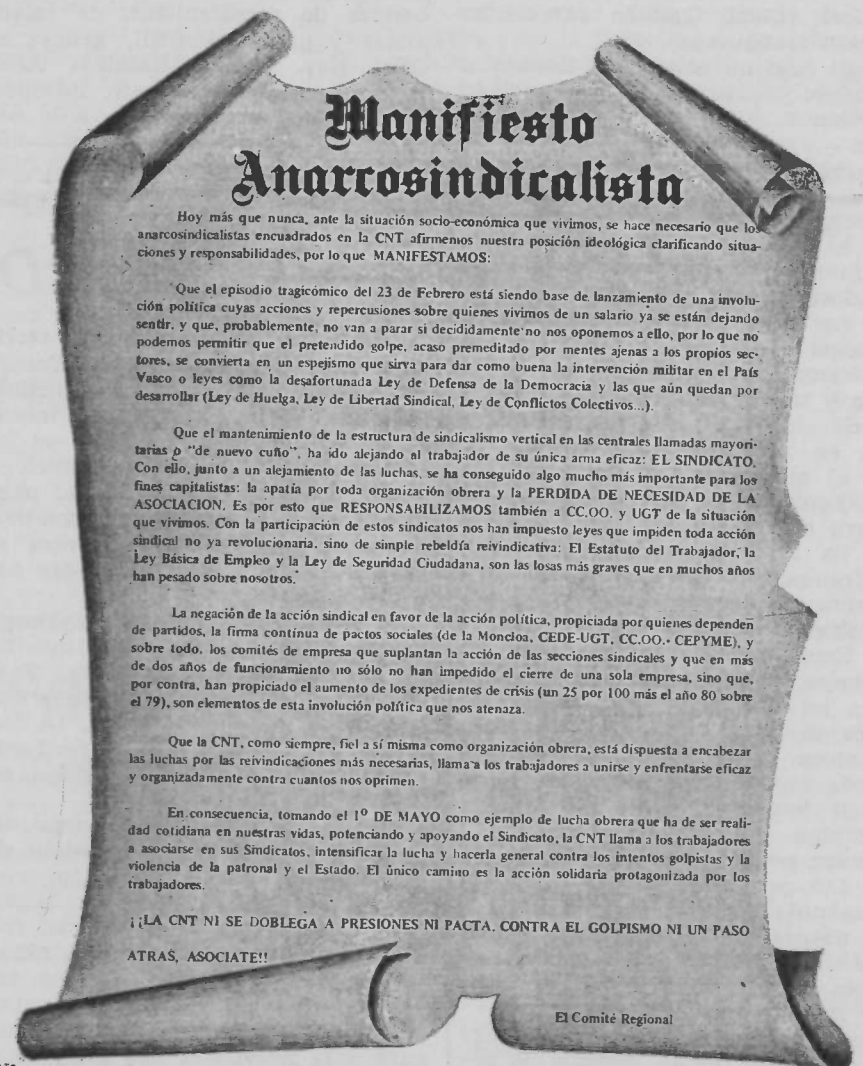 Manifiesto
Anarcosindicalista
Hoy más que nunca, ante la situación socio-económica que vivimos, se hace necesario que los
anarcosindicalistas encuadrados en la CNT afirmemos nuestra posición ideológica clarificando situa-
ciones y responsabilidades, por lo que MANIFESTAMOS:
Que el episodio tragicómico del 23 de Febrero está siendo base de lanzamiento de una involu-
ción política cuyas acciones y repercusiones sobre quienes vivimos de un salario ya se están dejando
sentir, y que, probablemente, no van a parar si decididamente no nos oponemos a ello, por lo que no
podemos permitir que el pretendido golpe, acaso premeditado por mentes ajenas a los propios sec-
tores, se convierta en un espejismo que sirva para dar como buena la intervención militar en el País
Vasco o leyes como la desafortunada Ley de Defensa de la Democracia y las que aún quedan por
desarrollar (Ley de Huelga, Ley de Libertad Sindical, Ley de Conflictos Colectivos...).
Que el mantenimiento de la estructura de sindicalismo vertical en las centrales llamadas mayori-
tarias o "de nuevo cuño", ha ido alejando al trabajador de su única arma eficaz: EL SINDICATO.
Con ello, junto a un alejamiento de las luchas, se ha conseguido algo mucho más importante para los
fines capitalistas: la apatía por toda organización obrera y la PERDIDA DE NECESIDAD DE LA
ASOCIACION. Es por esto que RESPONSABILIZAMOS también a CC.OO. y UGT de la situación
que vivimos. Con la participación de estos sindicatos nos han impuesto leyes que impiden toda acción
sindical no ya revolucionaria, sino de simple rebeldía reivindicativa: El Estatuto del Trabajador, la
Ley Básica de Empleo y la Ley de Seguridad Ciudadana, son las losas más graves que en muchos años
han pesado sobre nosotros.
La negación de la acción sindical en favor de la acción política, propiciada por quienes dependen
de partidos, la firma contínua de pactos sociales (de la Moncloa, CEDE-UGT, CC.OO.- CEPYME), y
sobre todo, los comités de empresa que suplantan la acción de las secciones sindicales y que en más
de dos años de funcionamiento no sólo no han impedido el cierre de una sola empresa, sino que,
por contra, han propiciado el aumento de los expedientes de crisis (un 25 por 100 más el año 80 sobre
el 79), son elementos de esta involución política que nos atenaza.
Que la CNT, como siempre, fiel a sí misma como organización obrera, está dispuesta a encabezar
las luchas por las reivindicaciones más necesarias, llama a los trabajadores a unirse y enfrentarse eficaz
y organizadamente contra cuantos nos oprimen.
En consecuencia, tomando el 1º DE MAYO como ejemplo de lucha obrera que ha de ser reali-
dad cotidiana en nuestras vidas, potenciando y apoyando el Sindicato, la CNT llama a los trabajadores
a asociarse en sus Sindicatos, intensificar la lucha y hacerla general contra los intentos golpistas y la
violencia de la patronal y el Estado. El único camino es la acción solidaria protagonizada por los
trabajadores.
¡¡LA CNT NI SE DOBLEGA A PRESIONES NI PACTA. CONTRA EL GOLPISMO NI UN PASO
ATRAS, ASOCIATE!!
El Comité Regional